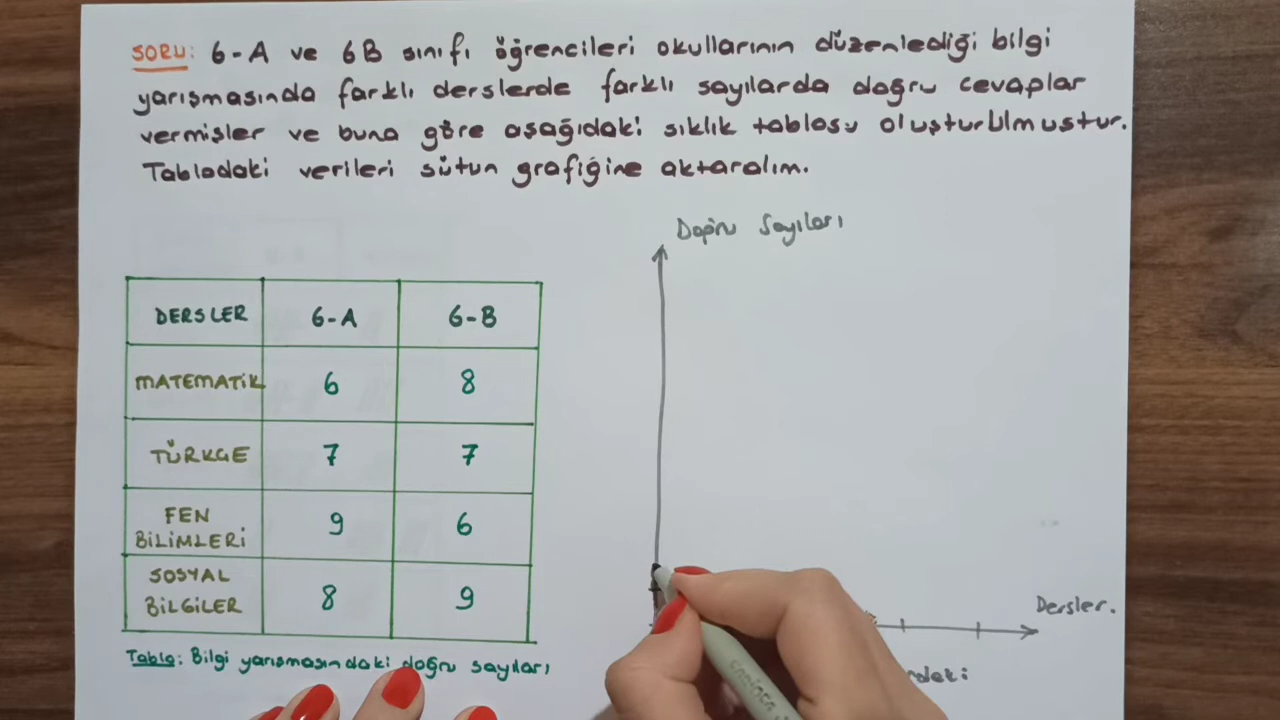 SORU: 6-A ve 6B sınıfı öğrencileri okullarının düzenlediği bilgi
yarışmasında farklı derslerde farklı sayılarda doğru cevaplar
vermişler ve buna göre aşağıdaki sıklık tablosu oluşturulmuştur.
Tablodaki verileri sütun grafiğine aktaralım.
DERSLER 6-A 6-B
MATEMATİK 6 8
TÜRKÇE 7 7
FEN
BİLİMLERİ 9 6
SOSYAL
BİLGİLER 8 9
Tablo: Bilgi yarışmasındaki doğru sayıları
Doğru Sayıları
Dersler.